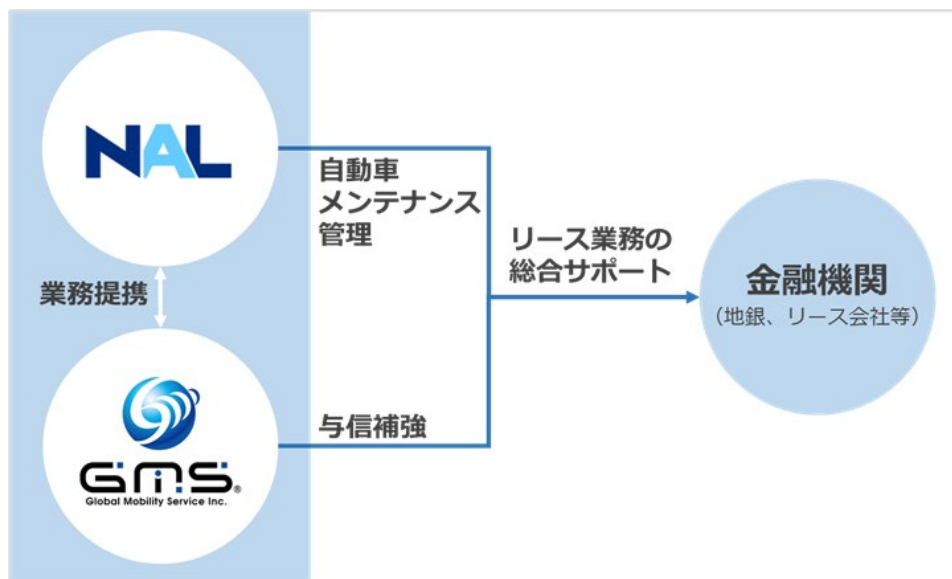 NAL
自動車
メンテナンス
管理
リース業務の
総合サポート
金融機関
（地銀、リース会社等）
業務提携
与信補強
GMS®
Global Mobility Service Inc.